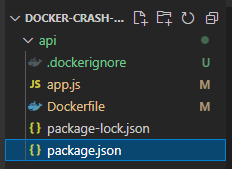 DOCKER-CRASH-...
api
.dockerignore U
JS app.js M
Dockerfile M
{} package-lock.json
{} package.json